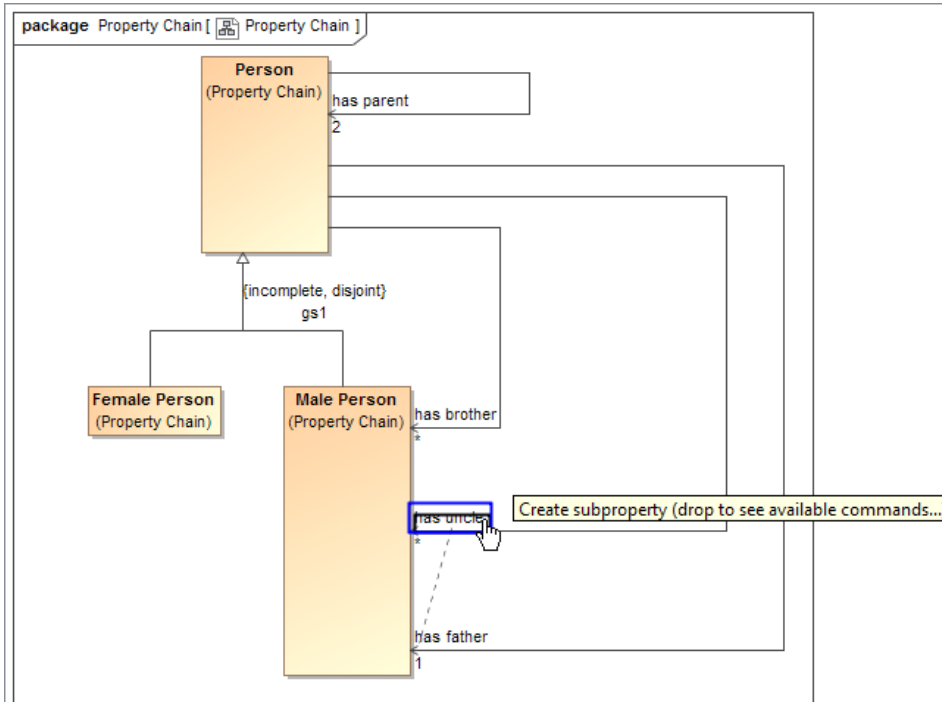 package Property Chain [ Property Chain ]
Person
(Property Chain)
has parent
2
{incomplete, disjoint}
gs1
Female Person
(Property Chain)
Male Person
(Property Chain)
has brother
*
has uncle
*
Create subproperty (drop to see available commands...
has father
1